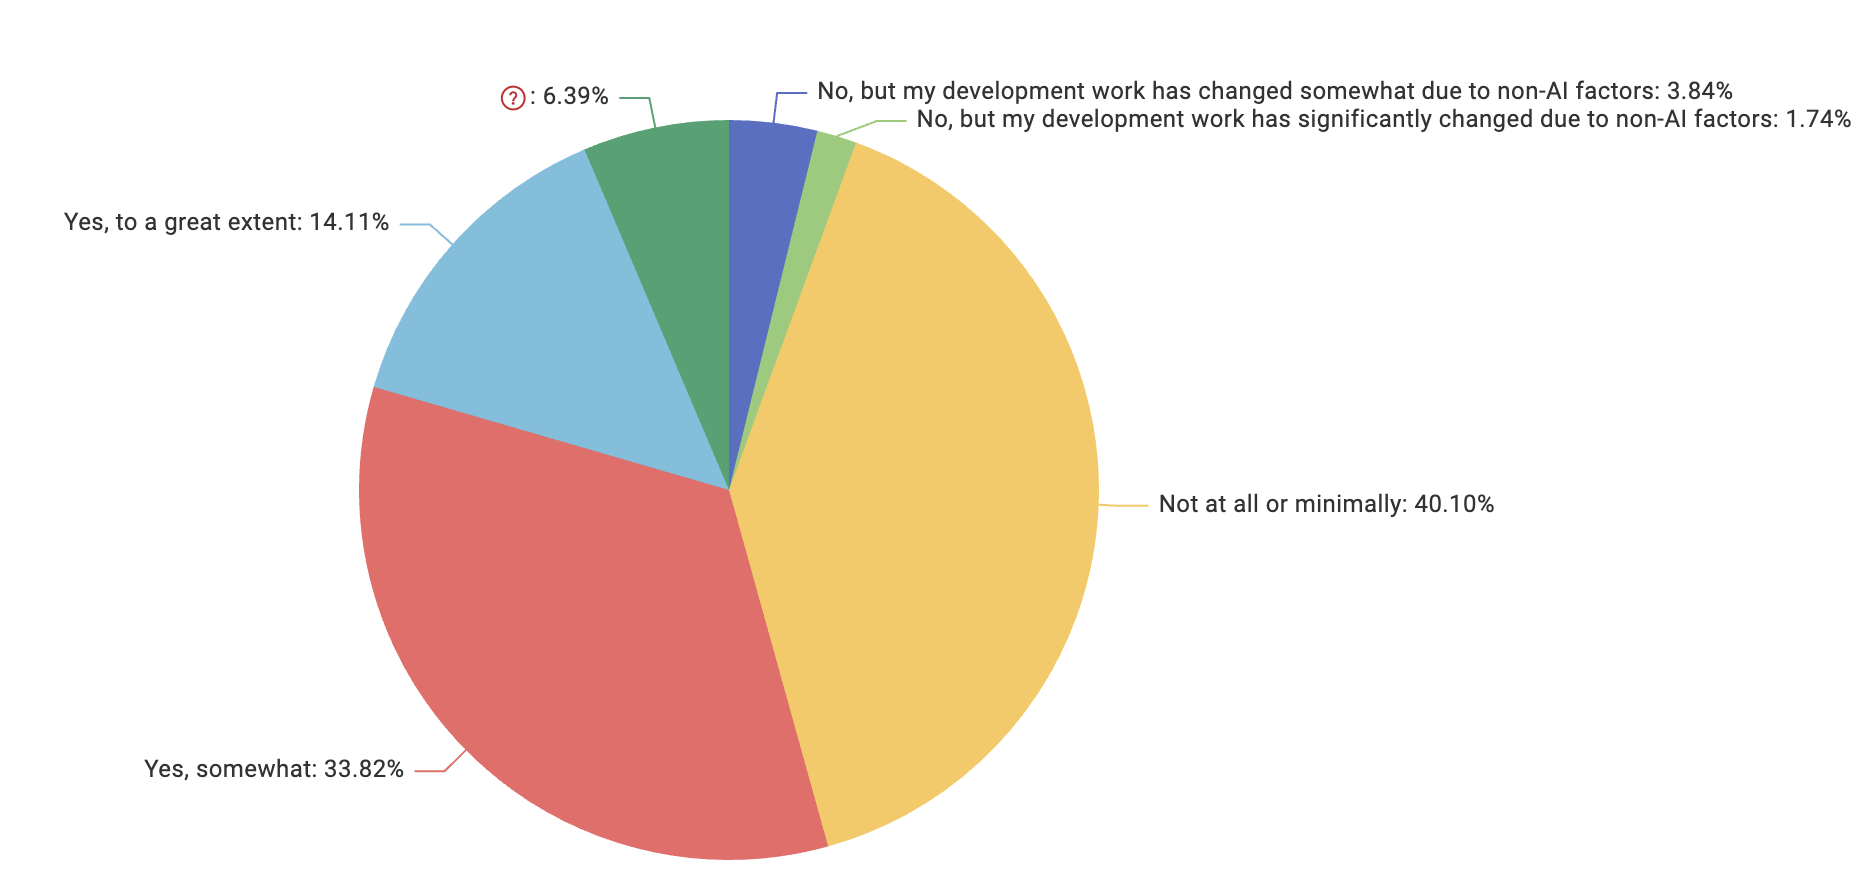 No, but my development work has changed somewhat due to non-AI factors: 3.84%
?: 6.39%
No, but my development work has significantly changed due to non-AI factors: 1.74%
Yes, to a great extent: 14.11%
Not at all or minimally: 40.10%
Yes, somewhat: 33.82%